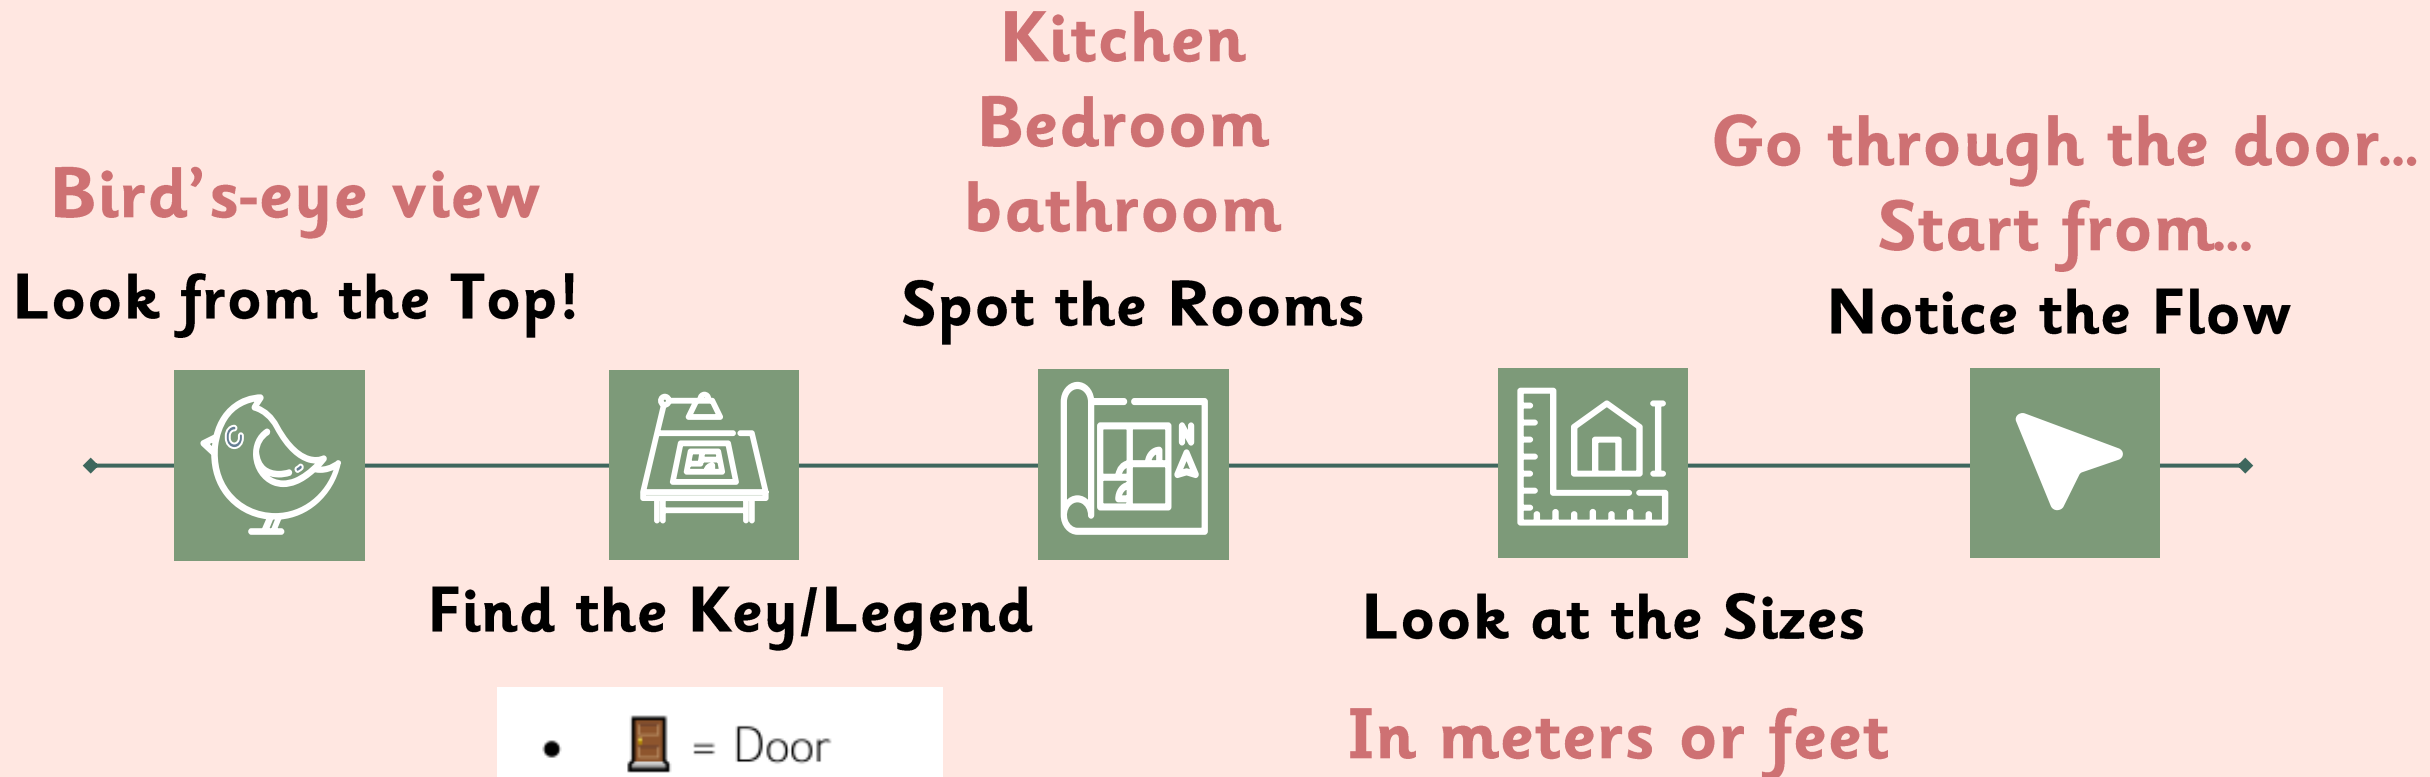 Bird’s-eye view
Look from the Top!
Find the Key/Legend
• = Door
Kitchen
Bedroom
bathroom
Spot the Rooms
N
Look at the Sizes
In meters or feet
Go through the door...
Start from...
Notice the Flow